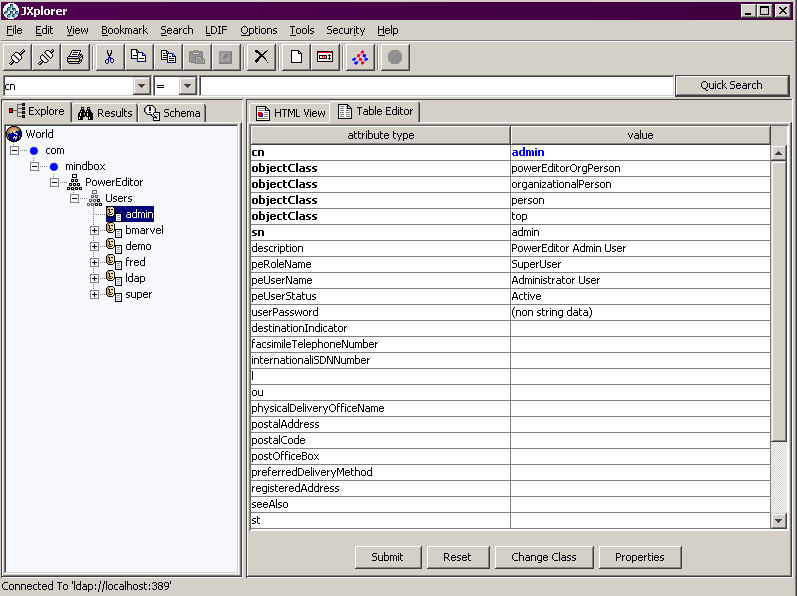 JXplorer
File Edit View Bookmark Search LDIF Options Tools Security Help
cn = Quick Search
Explore Results Schema
World
com
mindbox
PowerEditor
Users
admin
bmarvel
demo
fred
ldap
super
HTML View Table Editor
attribute type value
cn admin
objectClass powerEditorOrgPerson
objectClass organizationalPerson
objectClass person
objectClass top
sn admin
description PowerEditor Admin User
peRoleName SuperUser
peUserName Administrator User
peUserStatus Active
userPassword (non string data)
destinationIndicator
facsimileTelephoneNumber
internationaliSDNNumber
l
ou
physicalDeliveryOfficeName
postalAddress
postalCode
postOfficeBox
preferredDeliveryMethod
registeredAddress
seeAlso
st
Submit Reset Change Class Properties
Connected To 'ldap://localhost:389'